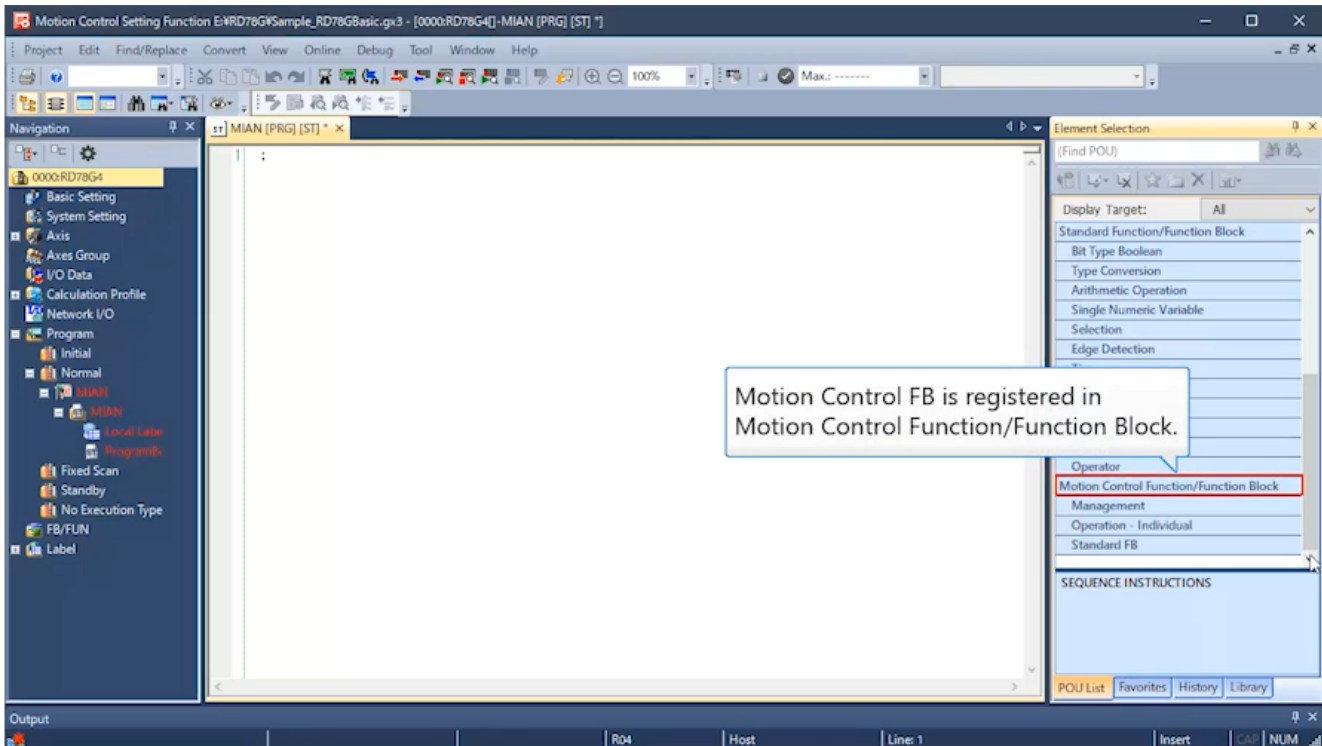 Motion Control Setting Function E:¥RD78G¥Sample_RD78GBasic.gx3 - [0000:RD78G4[]-MIAN [PRG] [ST] *]
Project Edit Find/Replace Convert View Online Debug Tool Window Help
100%
Max.: -------
Navigation
ST MIAN [PRG] [ST] *
Element Selection
(Find POU)
1 ;
0000:RD78G4
Basic Setting
System Setting
Axis
Axes Group
I/O Data
Calculation Profile
Network I/O
Program
Initial
Normal
MIAN
MIAN
Local Labe
ProgramB
Fixed Scan
Standby
No Execution Type
FB/FUN
Label
Motion Control FB is registered in
Motion Control Function/Function Block.
Display Target: All
Standard Function/Function Block
Bit Type Boolean
Type Conversion
Arithmetic Operation
Single Numeric Variable
Selection
Edge Detection
Operator
Motion Control Function/Function Block
Management
Operation - Individual
Standard FB
SEQUENCE INSTRUCTIONS
POU List Favorites History Library
Output
R04 Host Line: 1 Insert CAP NUM